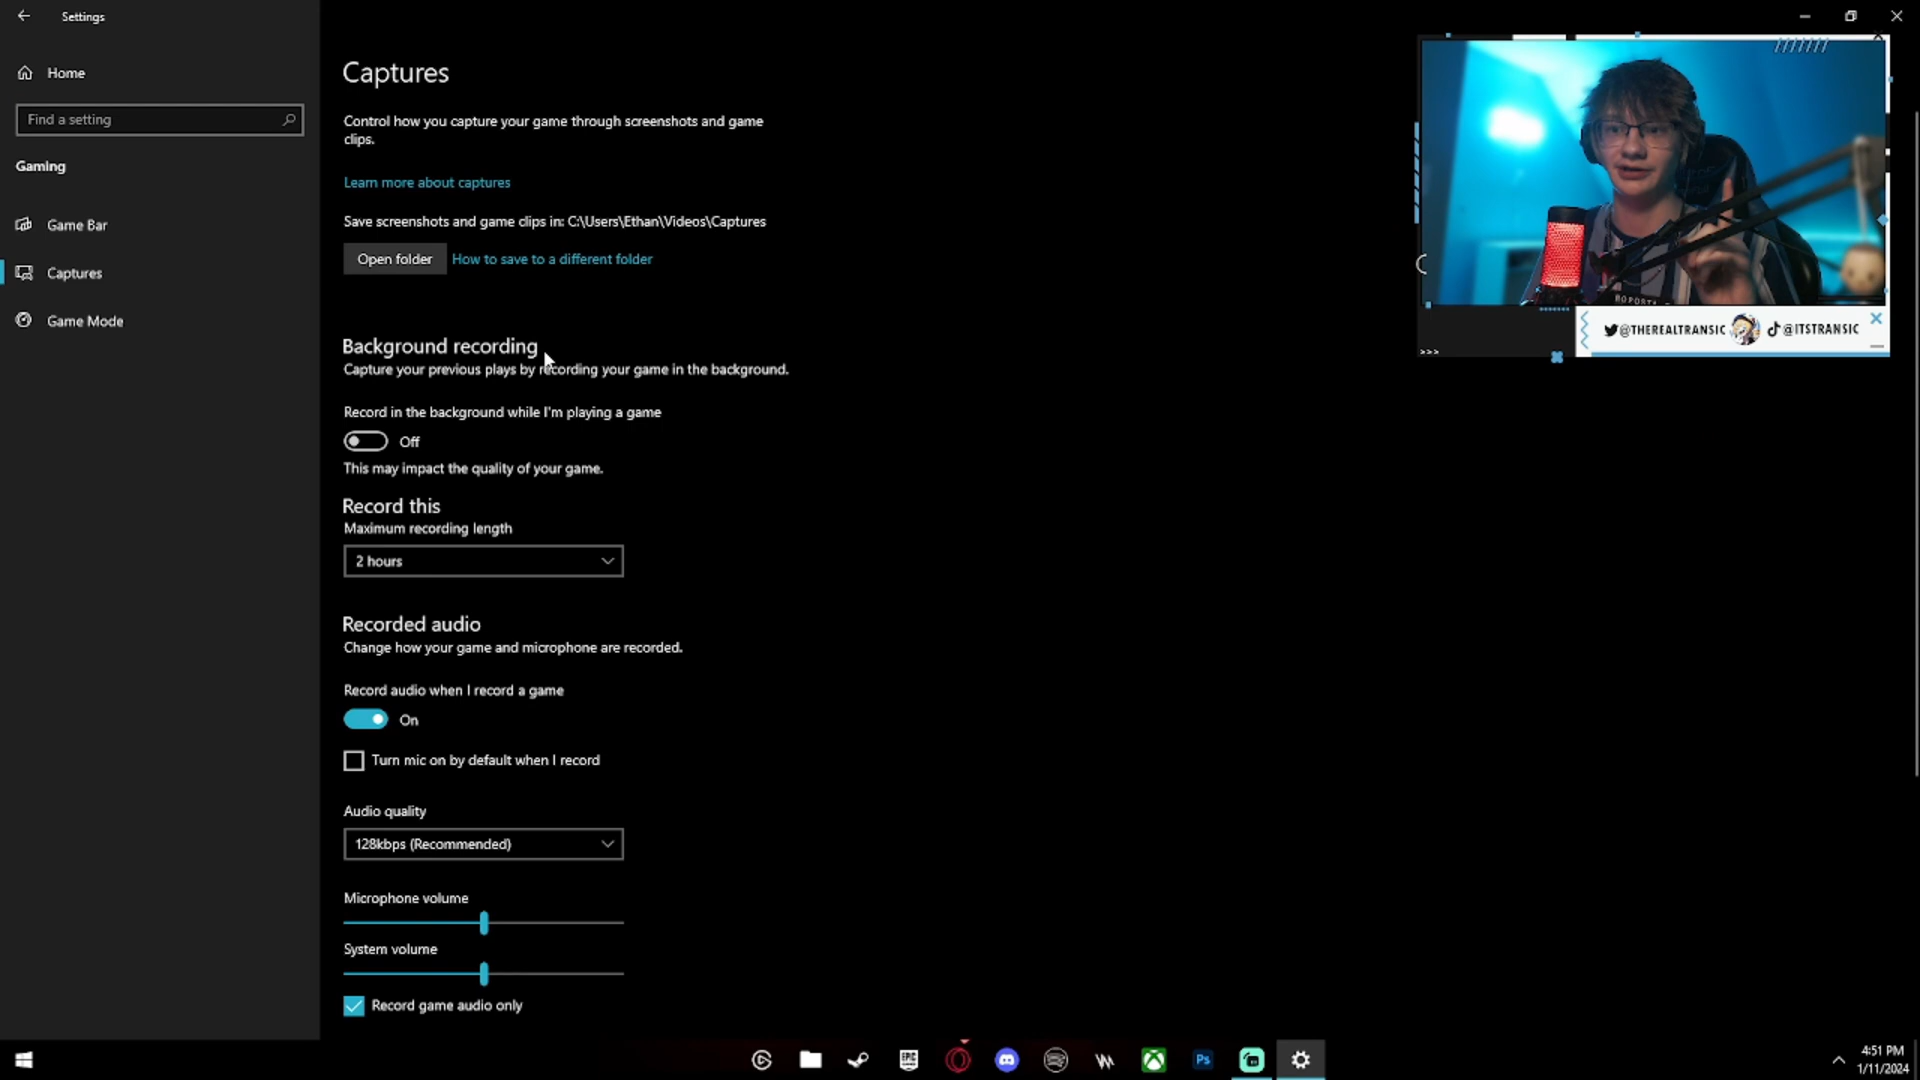 Settings
Home
Find a setting
Gaming
Game Bar
Captures
Game Mode
Captures
Control how you capture your game through screenshots and game
clips.
Learn more about captures
Save screenshots and game clips in: C:\Users\Ethan\Videos\Captures
Open folder
How to save to a different folder
Background recording
Capture your previous plays by recording your game in the background.
Record in the background while I'm playing a game
Off
This may impact the quality of your game.
Record this
Maximum recording length
2 hours
Recorded audio
Change how your game and microphone are recorded.
Record audio when I record a game
On
Turn mic on by default when I record
Audio quality
128kbps (Recommended)
Microphone volume
System volume
Record game audio only
@THEREALTRANSIC
@ITSTRANSIC
>>>
EPIC
Ps
4:51 PM
1/11/2024